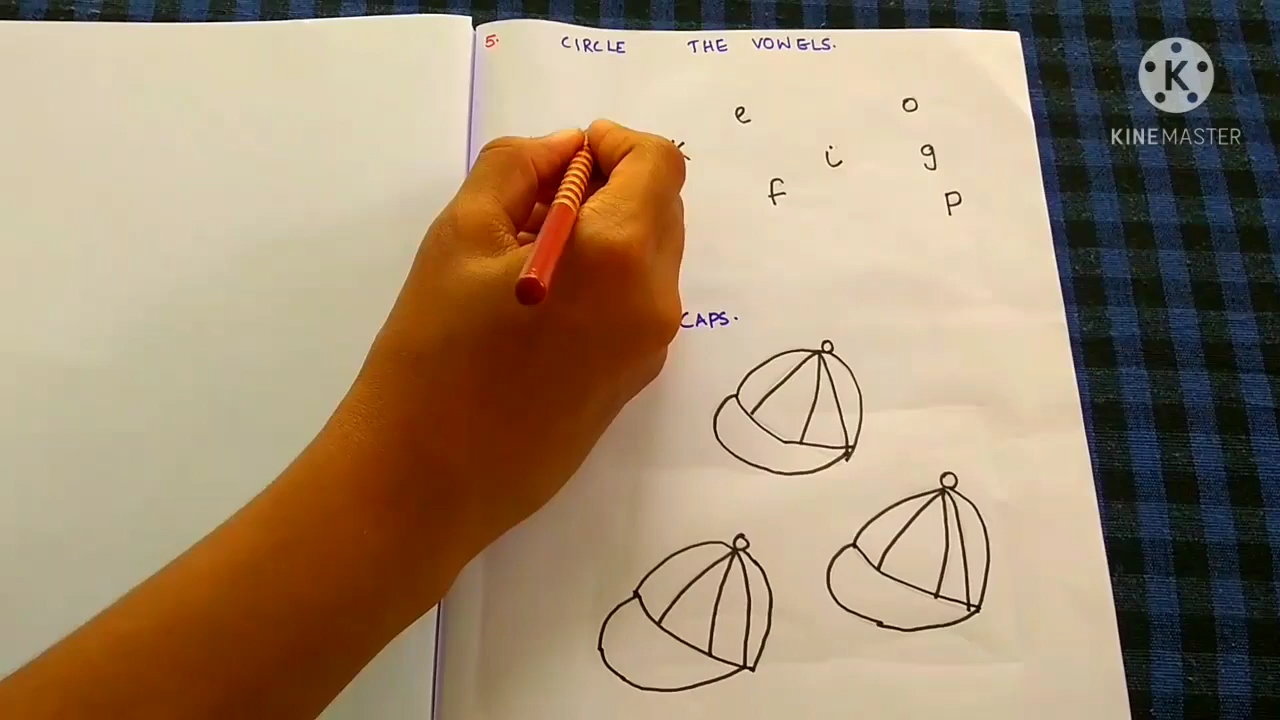 5. CIRCLE THE VOWELS.
e o
i g
f p
CAPS.
K
KINEMASTER